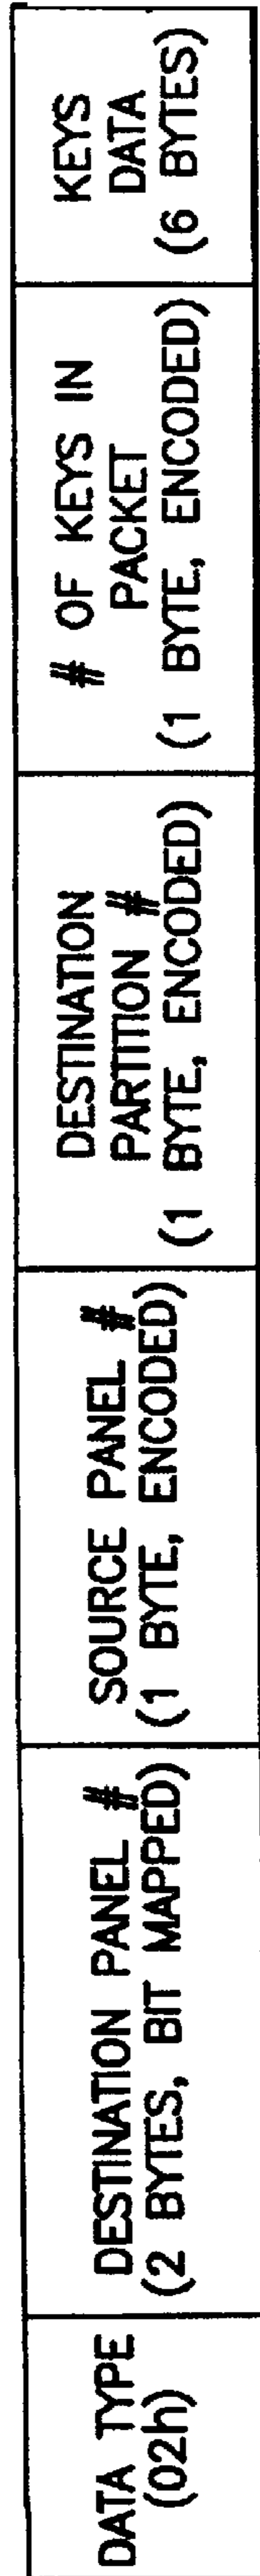 DATA TYPE
(02h)
DESTINATION PANEL #
(2 BYTES, BIT MAPPED)
SOURCE PANEL #
(1 BYTE, ENCODED)
DESTINATION
PARTITION #
(1 BYTE, ENCODED)
# OF KEYS IN
PACKET
(1 BYTE, ENCODED)
KEYS
DATA
(6 BYTES)